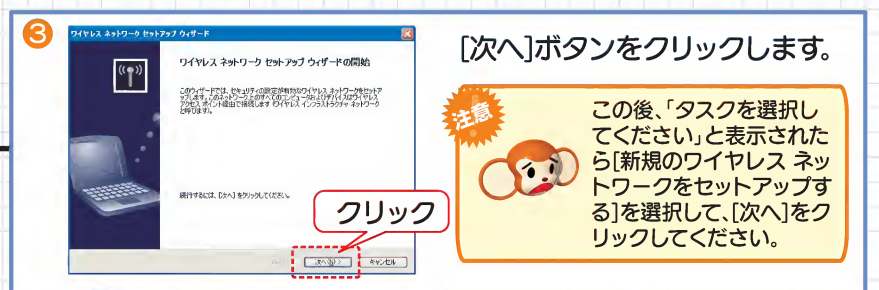 3
ワイヤレス ネットワーク セットアップ ウィザード
ワイヤレス ネットワーク セットアップ ウィザードの開始
このウィザードでは、セキュリティの設定が有効なワイヤレス ネットワークをセットア
ップします。このネットワーク上のすべてのコンピュータおよびデバイスはワイヤレス
アクセス ポイント経由で接続します (ワイヤレス インフラストラクチャ ネットワーク
と呼びます)。
続行するには、[次へ] をクリックしてください。
クリック
次へ(N) >
キャンセル
[次へ]ボタンをクリックします。
注意
この後、「タスクを選択し
てください」と表示された
ら[新規のワイヤレス ネッ
トワークをセットアップす
る]を選択して、[次へ]をク
リックしてください。